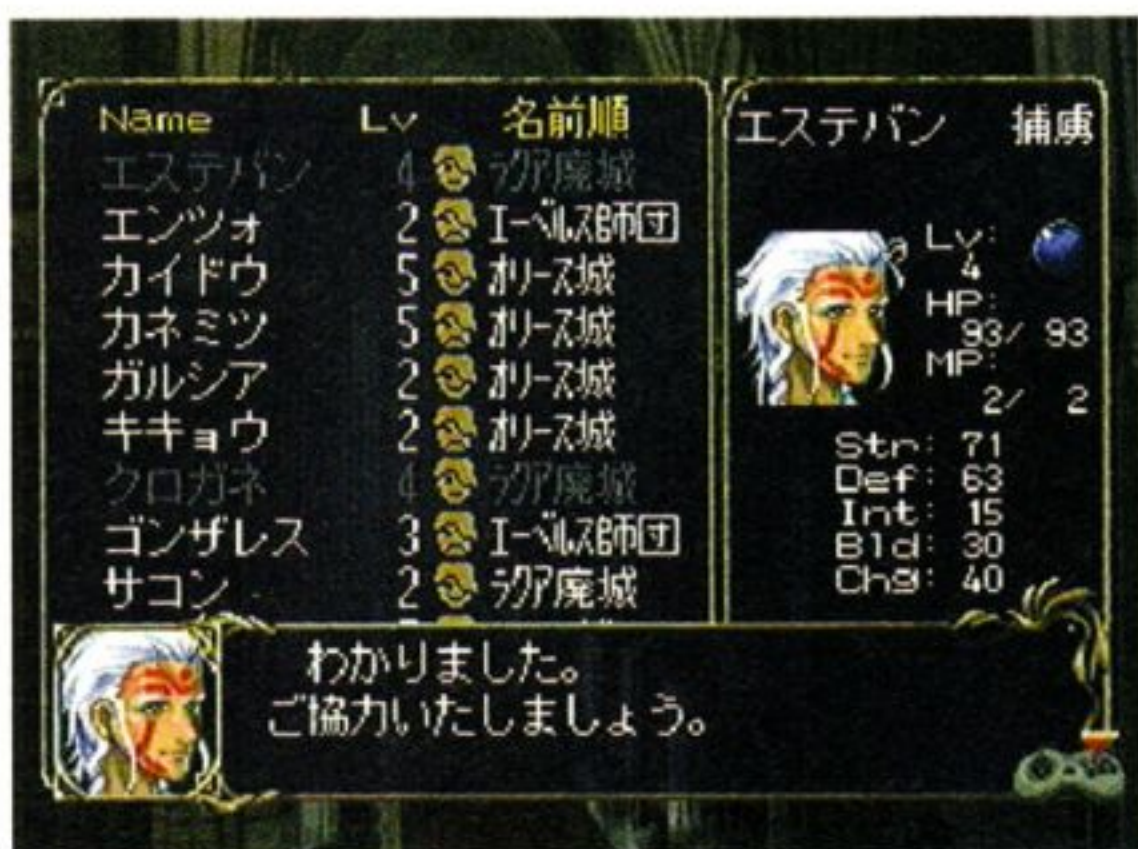 Name Lv 名前順
エステバン 4 ラクア廃城
エンツォ 2 エーベルス師団
カイドウ 5 オリース城
カネミツ 5 オリース城
ガルシア 2 オリース城
キキョウ 2 オリース城
クロガネ 4 ラクア廃城
ゴンザレス 3 エーベルス師団
サコン 2 ラクア廃城
エステバン 捕虜
Lv:
4
HP:
93/ 93
MP:
2/ 2
Str: 71
Def: 63
Int: 15
Bld: 30
Chg: 40
わかりました。
ご協力いたしましょう。